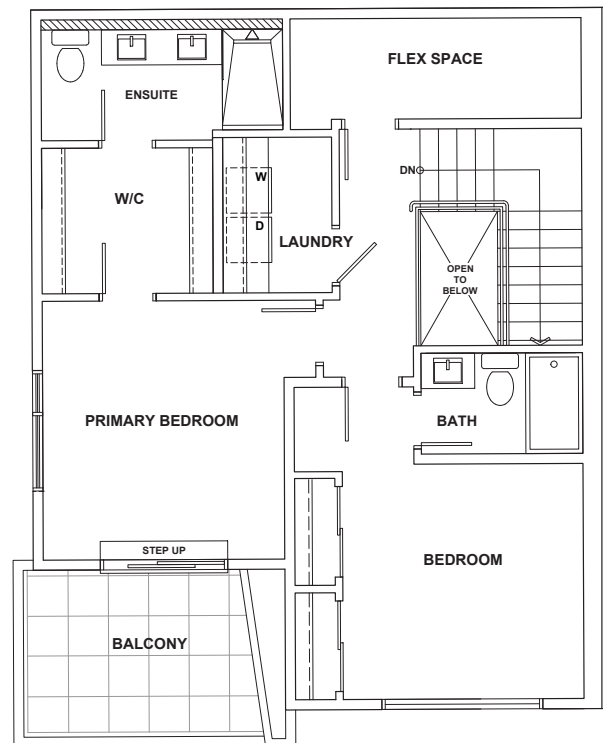 FLEX SPACE
ENSUITE
W/C
W
D
LAUNDRY
DN
OPEN
TO
BELOW
PRIMARY BEDROOM
BATH
STEP UP
BEDROOM
BALCONY